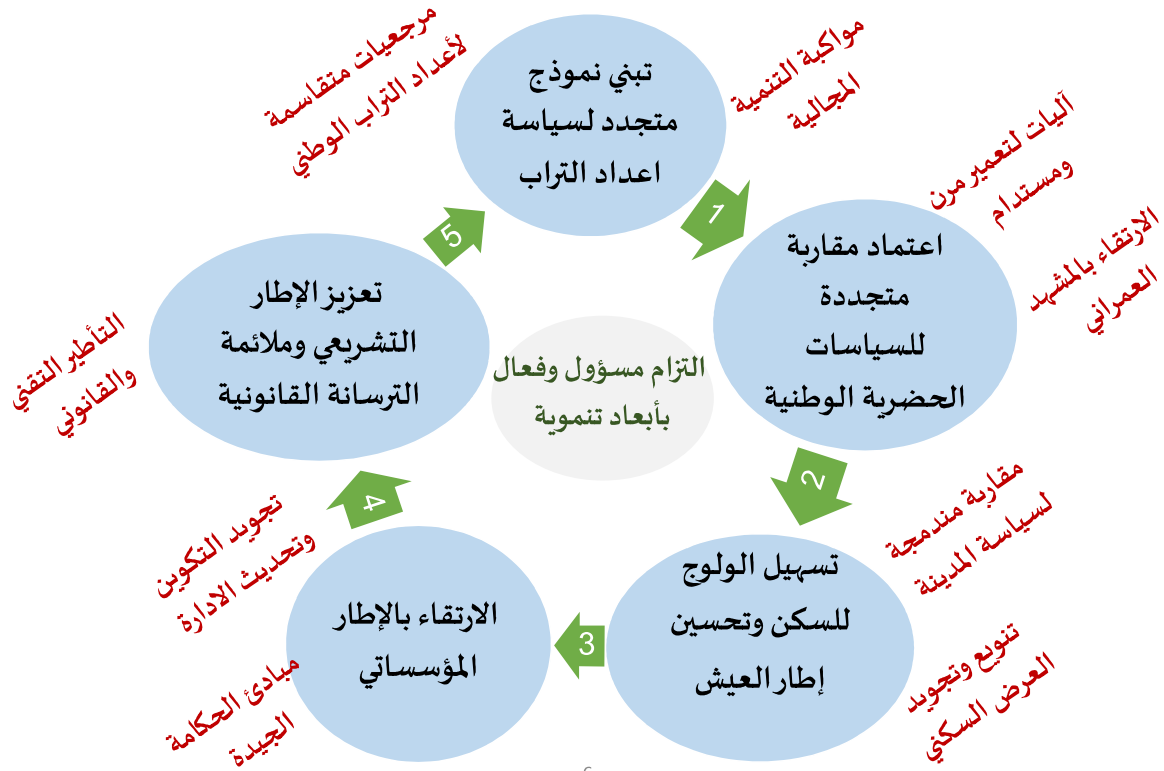 تبني نموذج
متجدد لسياسة
اعداد التراب
مواكبة التنمية
المجالية
مرجعيات متقاسمة
لأعداد التراب الوطني
1
اعتماد مقاربة
متجددة
للسياسات
الحضرية الوطنية
آليات لتعمير مرن
ومستدام
الارتقاء بالمشهد
العمراني
2
تسهيل الولوج
للسكن وتحسين
إطار العيش
مقاربة مندمجة
لسياسة المدينة
تنويع وتجويد
العرض السكني
3
الارتقاء بالإطار
المؤسساتي
تجويد التكوين
وتحديث الادارة
مبادئ الحكامة
الجيدة
4
تعزيز الإطار
التشريعي وملائمة
الترسانة القانونية
التأطير التقني
والقانوني
5
التزام مسؤول وفعال
بأبعاد تنموية